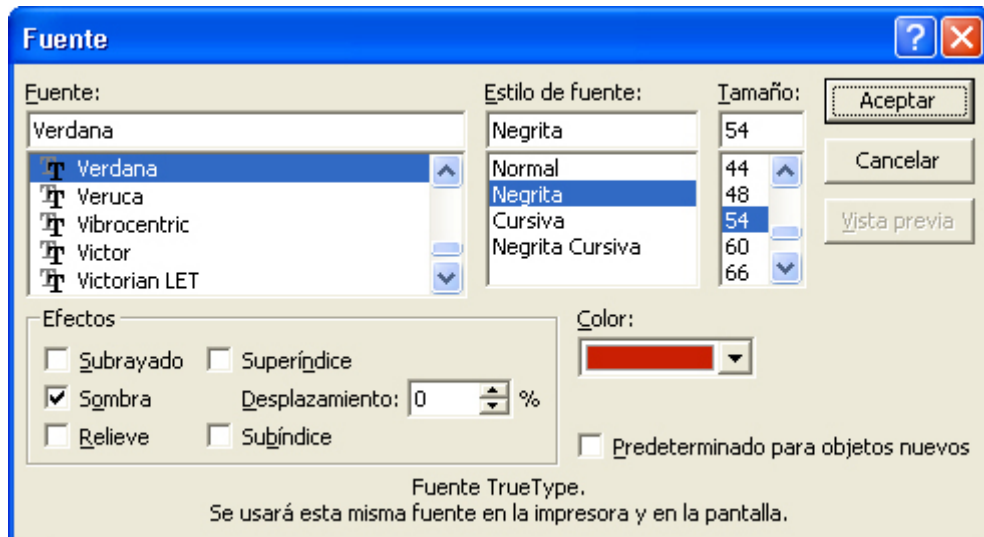 Fuente
Fuente:
Estilo de fuente:
Tamaño:
Aceptar
Verdana
Negrita
54
Verdana
Veruca
Vibrocentric
Victor
Victorian LET
Normal
Negrita
Cursiva
Negrita Cursiva
44
48
54
60
66
Cancelar
Vista previa
Efectos
Subrayado
Superíndice
Sombra
Desplazamiento: 0 %
Relieve
Subíndice
Color:
Predeterminado para objetos nuevos
Fuente TrueType.
Se usará esta misma fuente en la impresora y en la pantalla.